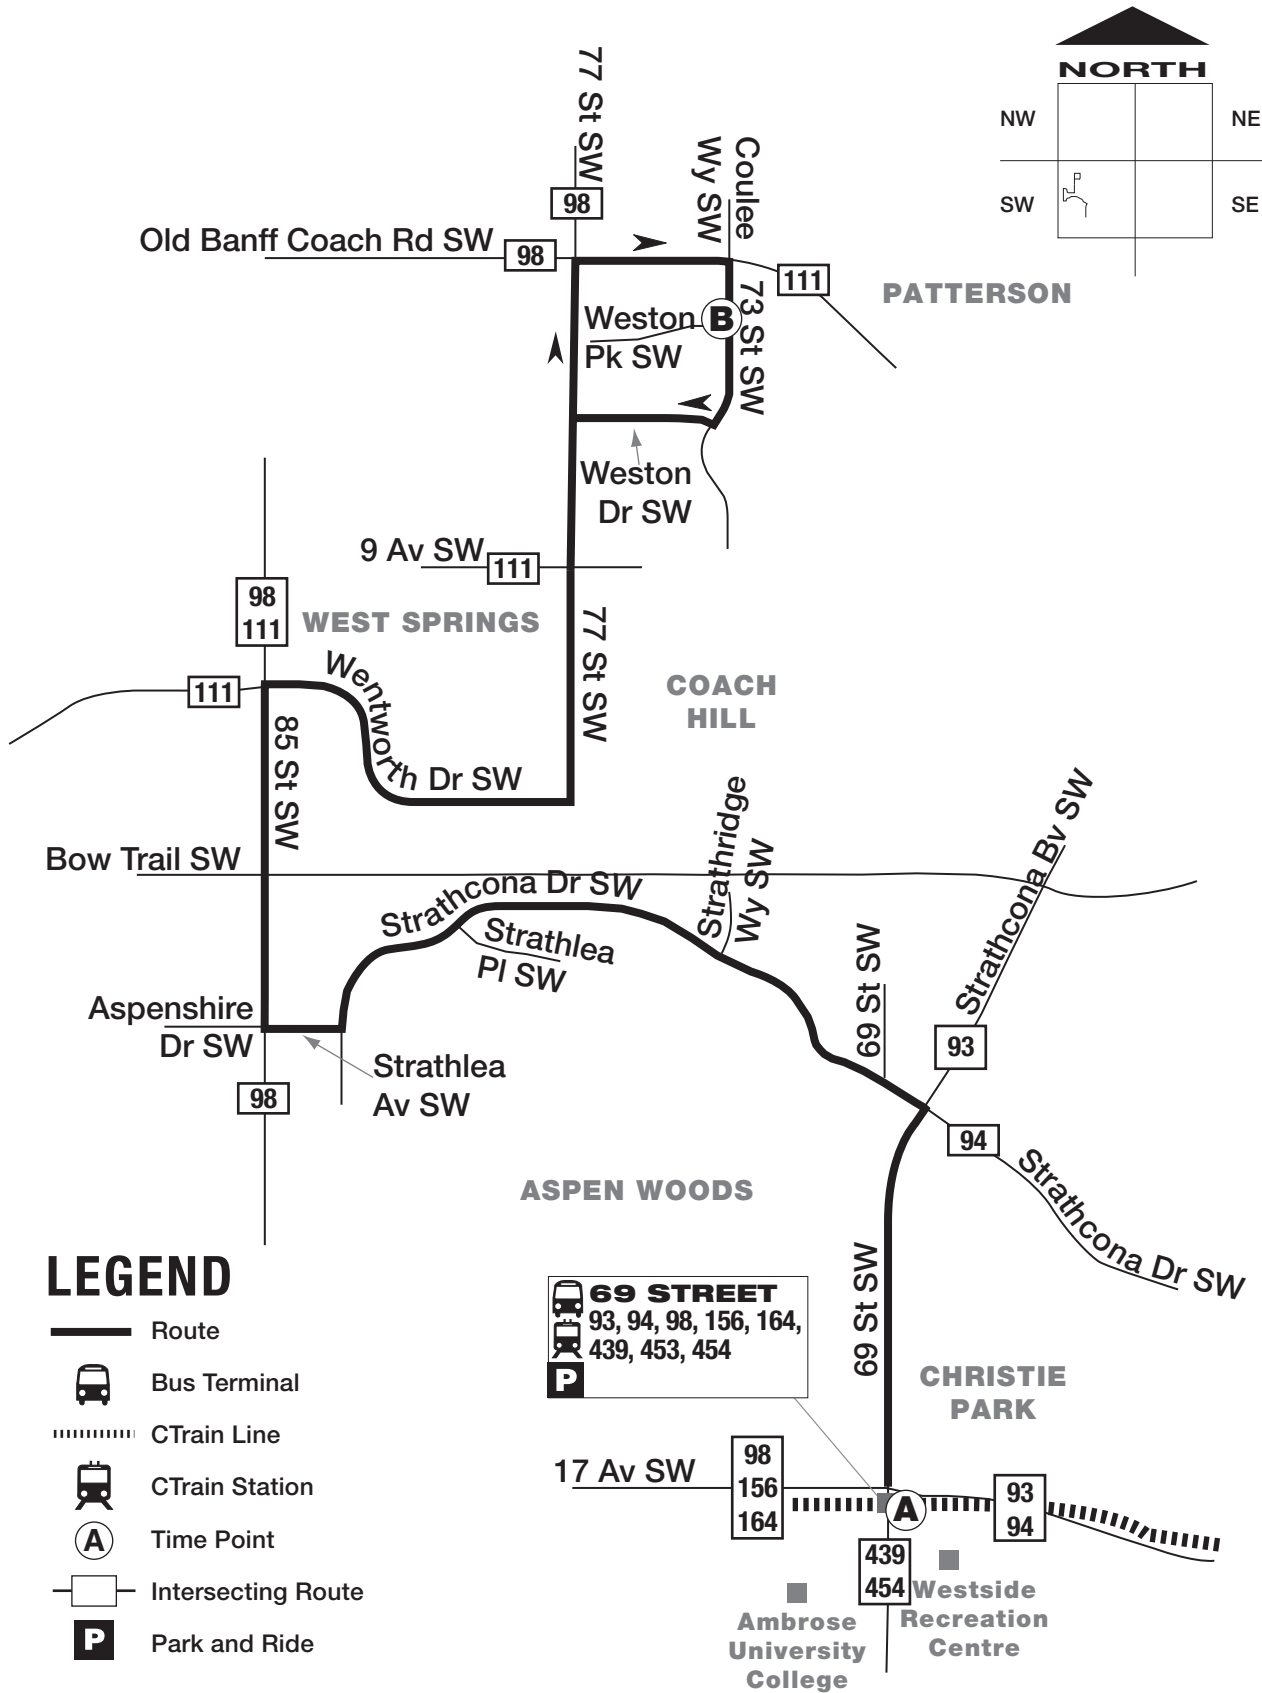 NORTH
NW
NE
SW
SE
77 St SW
Coulee
Wy SW
98
Old Banff Coach Rd SW
98
111
PATTERSON
Weston
Pk SW
B
73 St SW
Weston
Dr SW
9 Av SW
111
98
111
WEST SPRINGS
77 St SW
COACH
HILL
111
Wentworth Dr SW
85 St SW
Bow Trail SW
Strathcona Dr SW
Strathlea
Pl SW
Strathridge
Wy SW
Strathcona Bv SW
69 St SW
93
Aspenshire
Dr SW
Strathlea
Av SW
98
94
Strathcona Dr SW
ASPEN WOODS
69 St SW
69 STREET
93, 94, 98, 156, 164,
439, 453, 454
P
CHRISTIE
PARK
17 Av SW
98
156
164
A
93
94
439
454
Westside
Recreation
Centre
Ambrose
University
College
LEGEND
Route
Bus Terminal
CTrain Line
CTrain Station
A
Time Point
Intersecting Route
P
Park and Ride